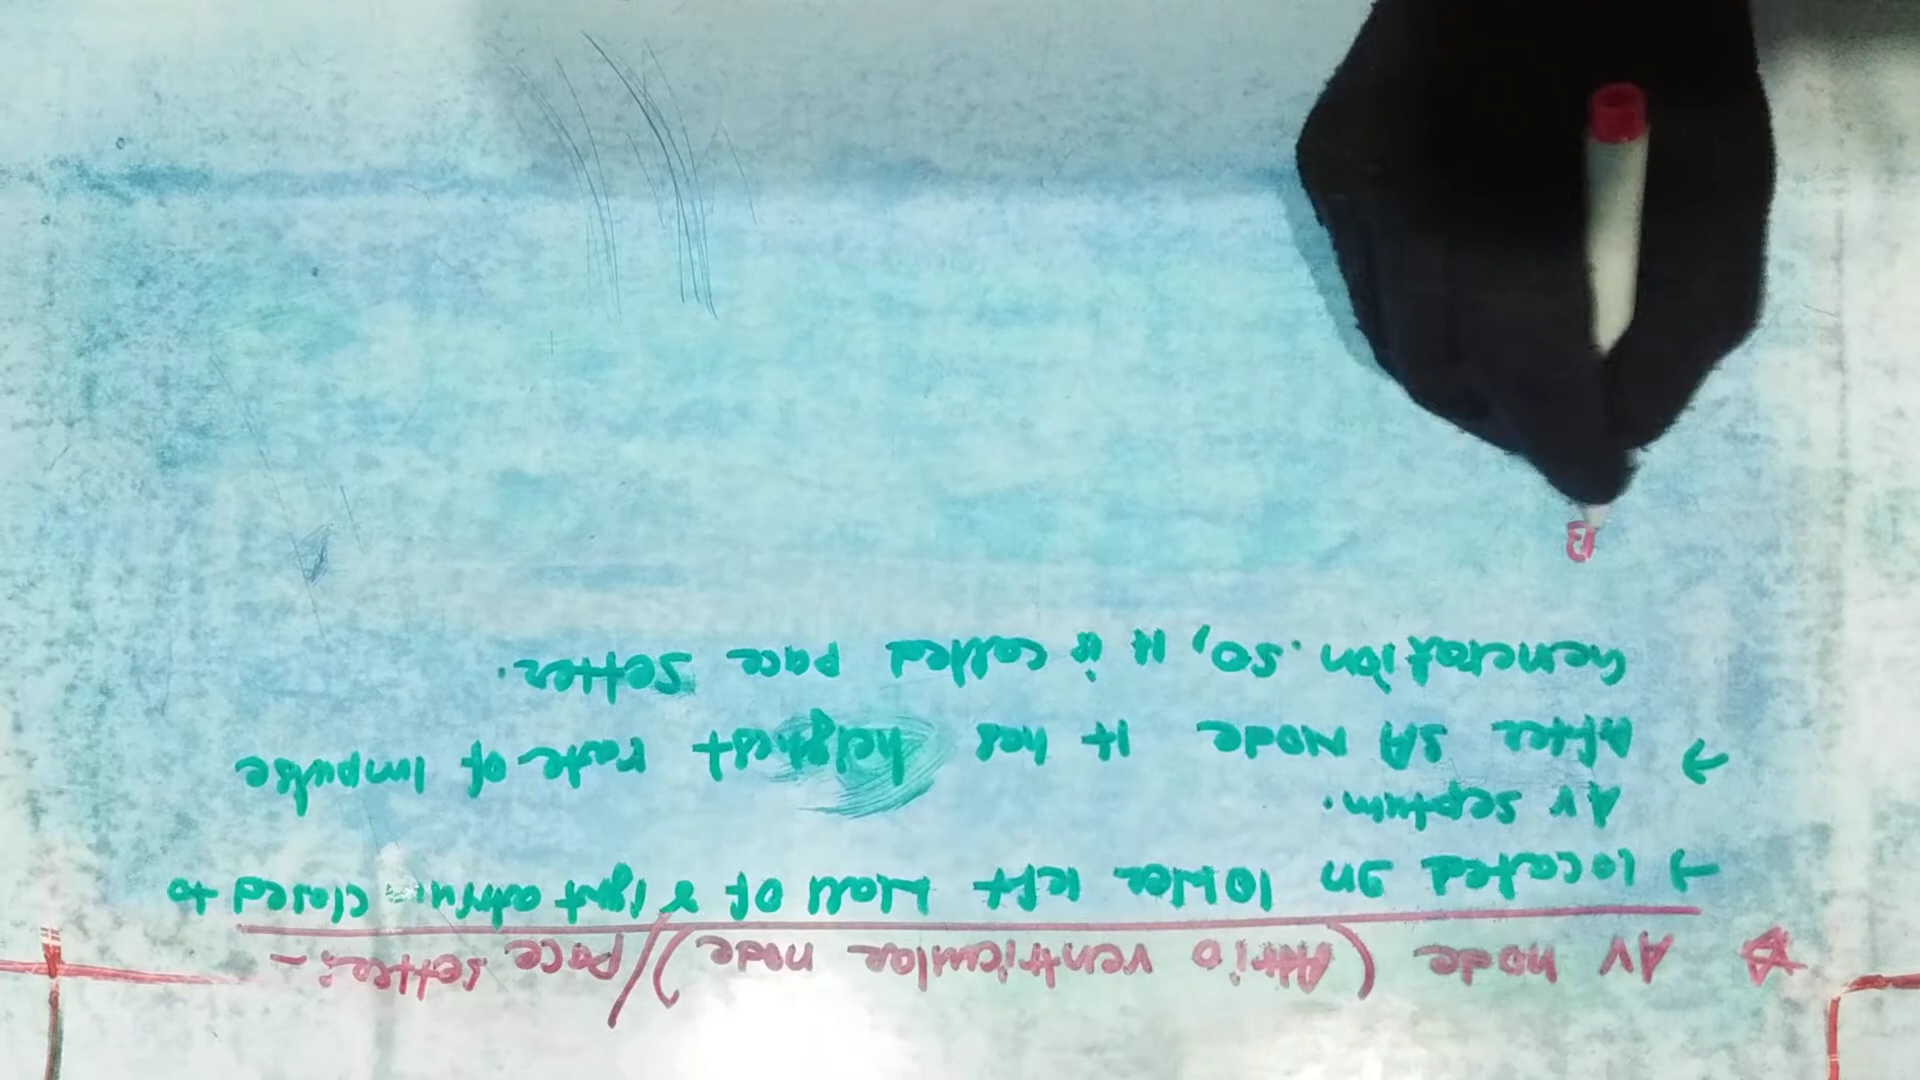 ☆ AV node (Atrio ventricular node)/pace setter:-
→ located In lower left wall of right atrium closed to
AV septum.
→ After SA Node it has heighest rate of Impulse
Generation. So, it is called pace setter.
B